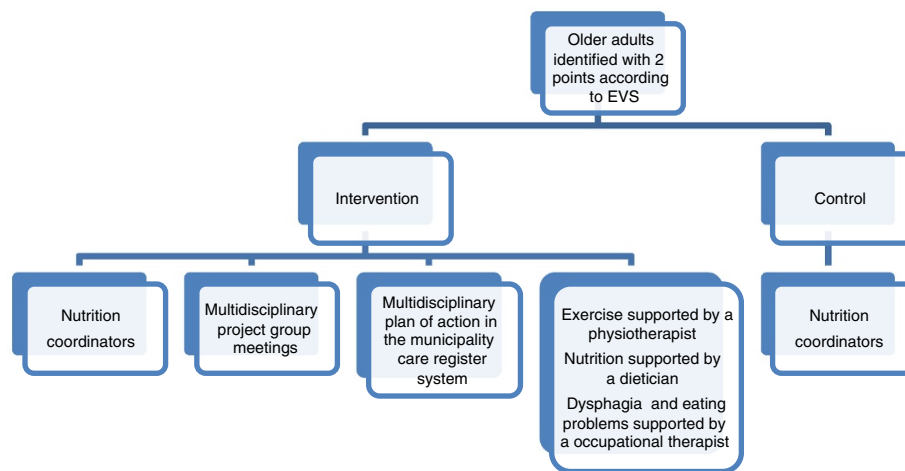 Older adults
identified with 2
points according
to EVS
Intervention
Control
Nutrition
coordinators
Multidisciplinary
project group
meetings
Multidisciplinary
plan of action in
the municipality
care register
system
Exercise supported by a
physiotherapist
Nutrition supported by
a dietician
Dysphagia and eating
problems supported by
a occupational therapist
Nutrition
coordinators